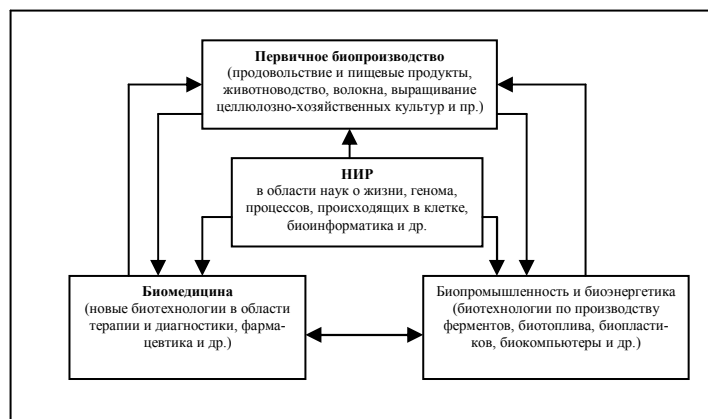 Первичное биопроизводство
(продовольствие и пищевые продукты,
животноводство, волокна, выращивание
целлюлозно-хозяйственных культур и пр.)
НИР
в области наук о жизни, генома,
процессов, происходящих в клетке,
биоинформатика и др.
Биомедицина
(новые биотехнологии в области
терапии и диагностики, фарма-
цевтика и др.)
Биопромышленность и биоэнергетика
(биотехнологии по производству
ферментов, биотоплива, биопласти-
ков, биокомпьютеры и др.)